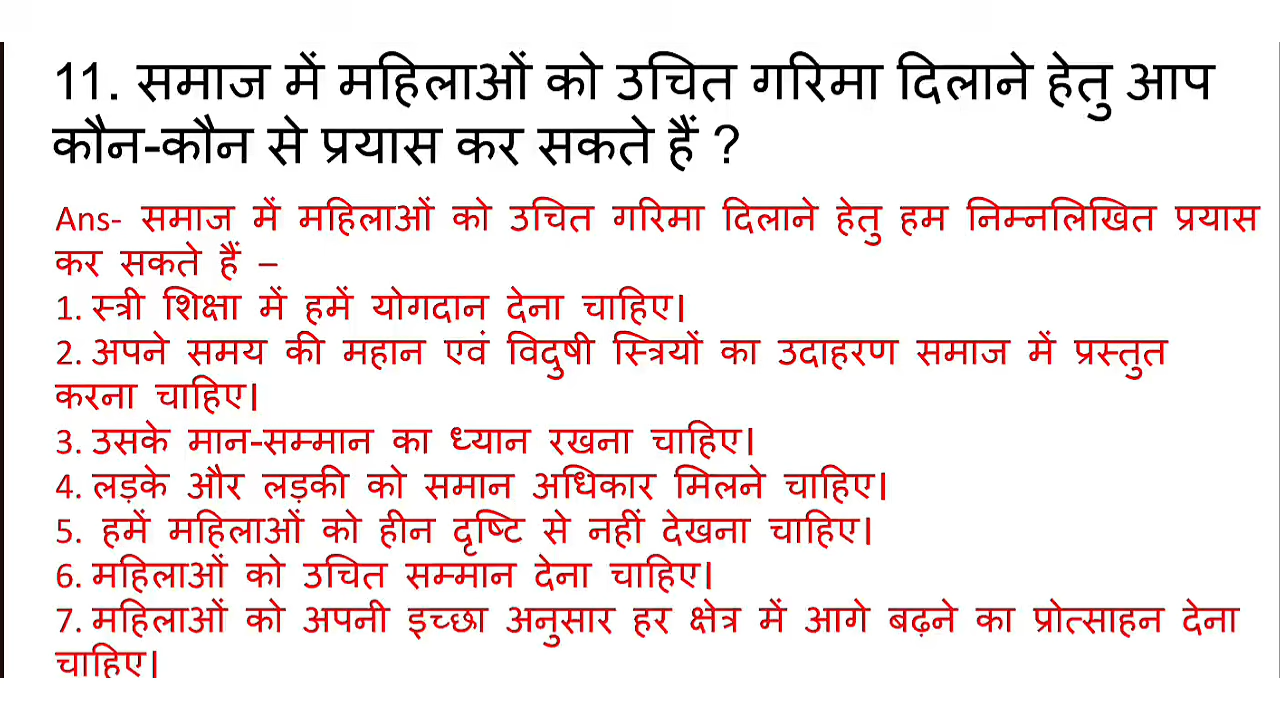 11. समाज में महिलाओं को उचित गरिमा दिलाने हेतु आप
कौन-कौन से प्रयास कर सकते हैं ?
Ans- समाज में महिलाओं को उचित गरिमा दिलाने हेतु हम निम्नलिखित प्रयास
कर सकते हैं –
1. स्त्री शिक्षा में हमें योगदान देना चाहिए।
2. अपने समय की महान एवं विदुषी स्त्रियों का उदाहरण समाज में प्रस्तुत
करना चाहिए।
3. उसके मान-सम्मान का ध्यान रखना चाहिए।
4. लड़के और लड़की को समान अधिकार मिलने चाहिए।
5. हमें महिलाओं को हीन दृष्टि से नहीं देखना चाहिए।
6. महिलाओं को उचित सम्मान देना चाहिए।
7. महिलाओं को अपनी इच्छा अनुसार हर क्षेत्र में आगे बढ़ने का प्रोत्साहन देना
चाहिए।